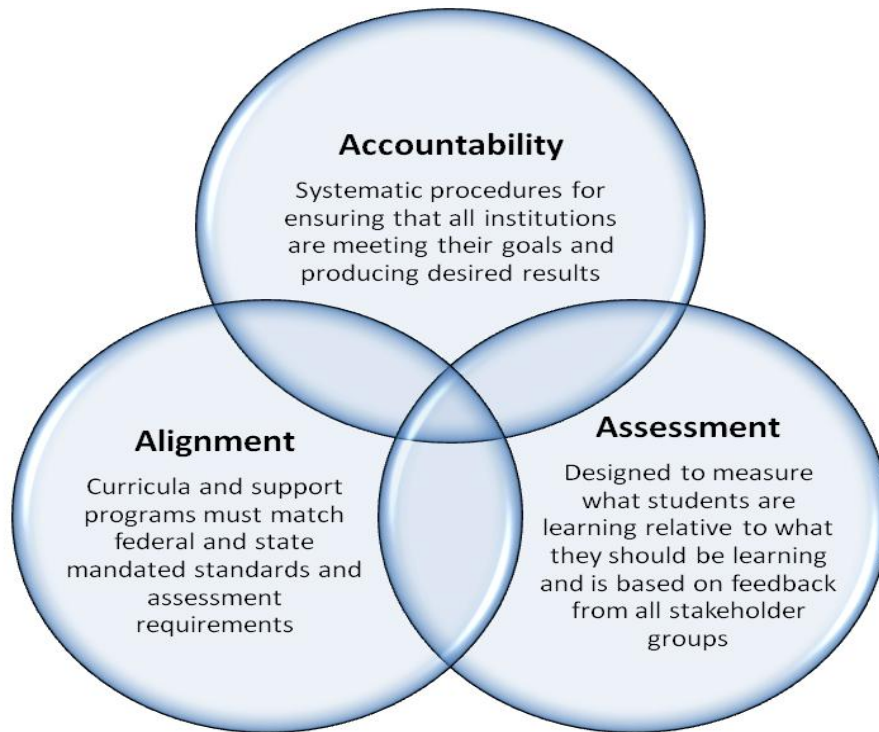 Accountability
Systematic procedures for
ensuring that all institutions
are meeting their goals and
producing desired results
Alignment
Curricula and support
programs must match
federal and state
mandated standards and
assessment
requirements
Assessment
Designed to measure
what students are
learning relative to what
they should be learning
and is based on feedback
from all stakeholder
groups